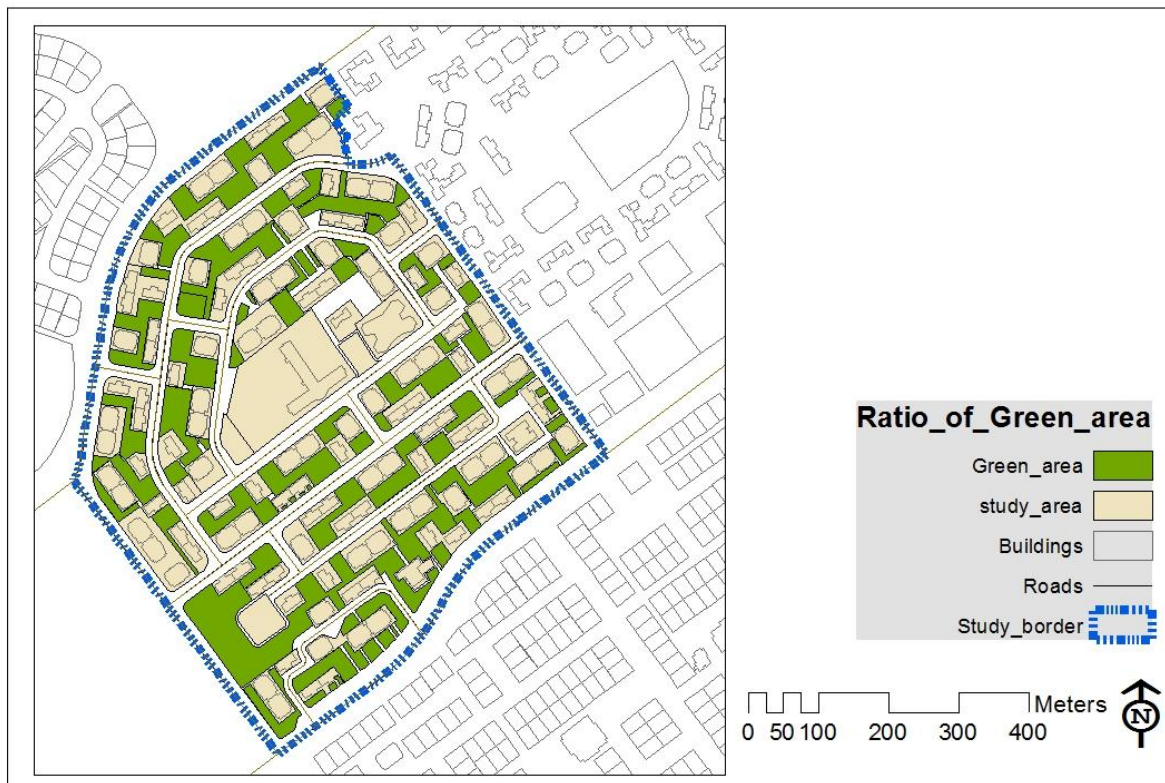 Ratio_of_Green_area
Green_area
study_area
Buildings
Roads
Study_border
Meters
0 50 100 200 300 400
N